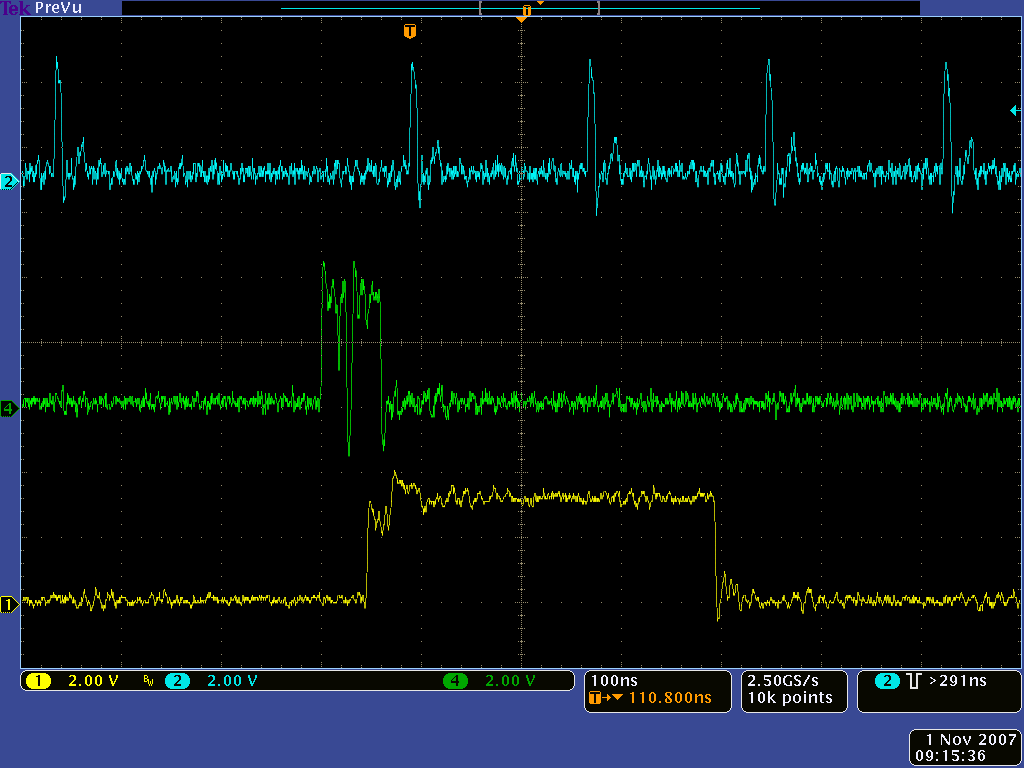 Tek PreVu
T
T
2
4
1
1 2.00 V BW 2 2.00 V 4 2.00 V
100ns
T→▼ 110.800ns
2.50GS/s
10k points
2 >291ns
1 Nov 2007
09:15:36